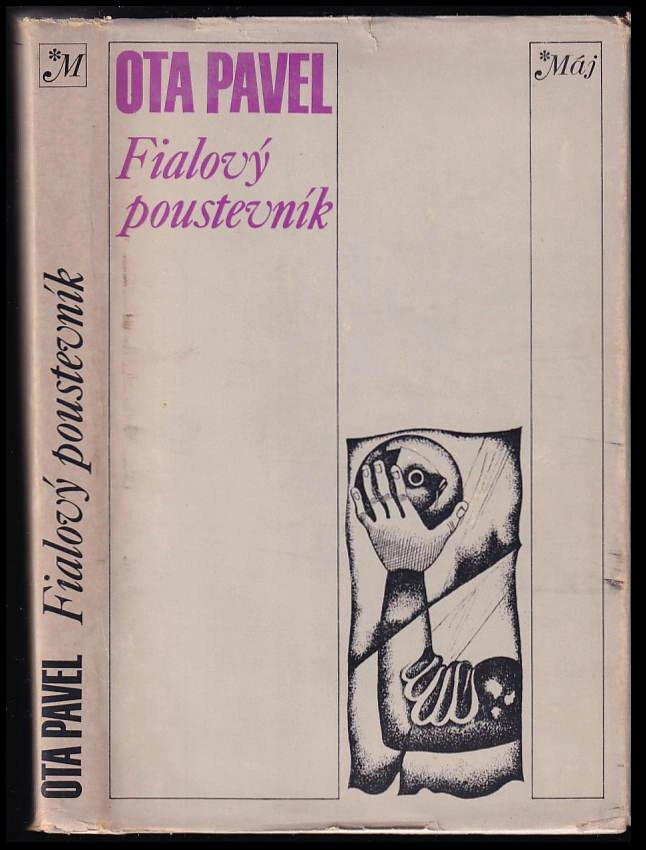 *M
OTA PAVEL
Fialový
poustevník
*Máj
OTA PAVEL Fialový poustevník